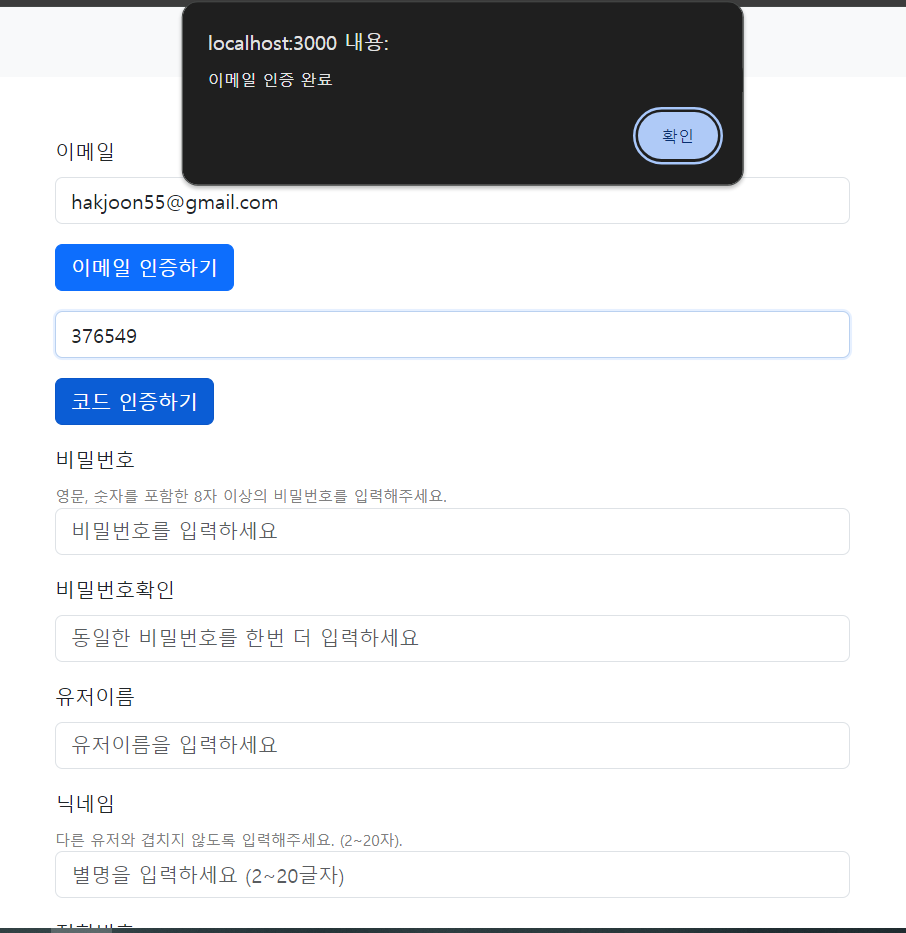 localhost:3000 내용:
이메일 인증 완료
확인
이메일
hakjoon55@gmail.com
이메일 인증하기
376549
코드 인증하기
비밀번호
영문, 숫자를 포함한 8자 이상의 비밀번호를 입력해주세요.
비밀번호를 입력하세요
비밀번호확인
동일한 비밀번호를 한번 더 입력하세요
유저이름
유저이름을 입력하세요
닉네임
다른 유저와 겹치지 않도록 입력해주세요. (2~20자).
별명을 입력하세요 (2~20글자)